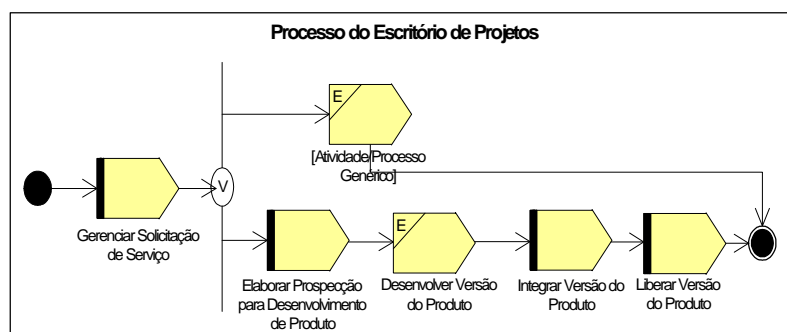 Processo do Escritório de Projetos
E
[Atividade/Processo
Genérico]
V
Gerenciar Solicitação
de Serviço
E
Elaborar Prospecção
para Desenvolvimento
de Produto
Desenvolver Versão
do Produto
Integrar Versão do
Produto
Liberar Versão
do Produto